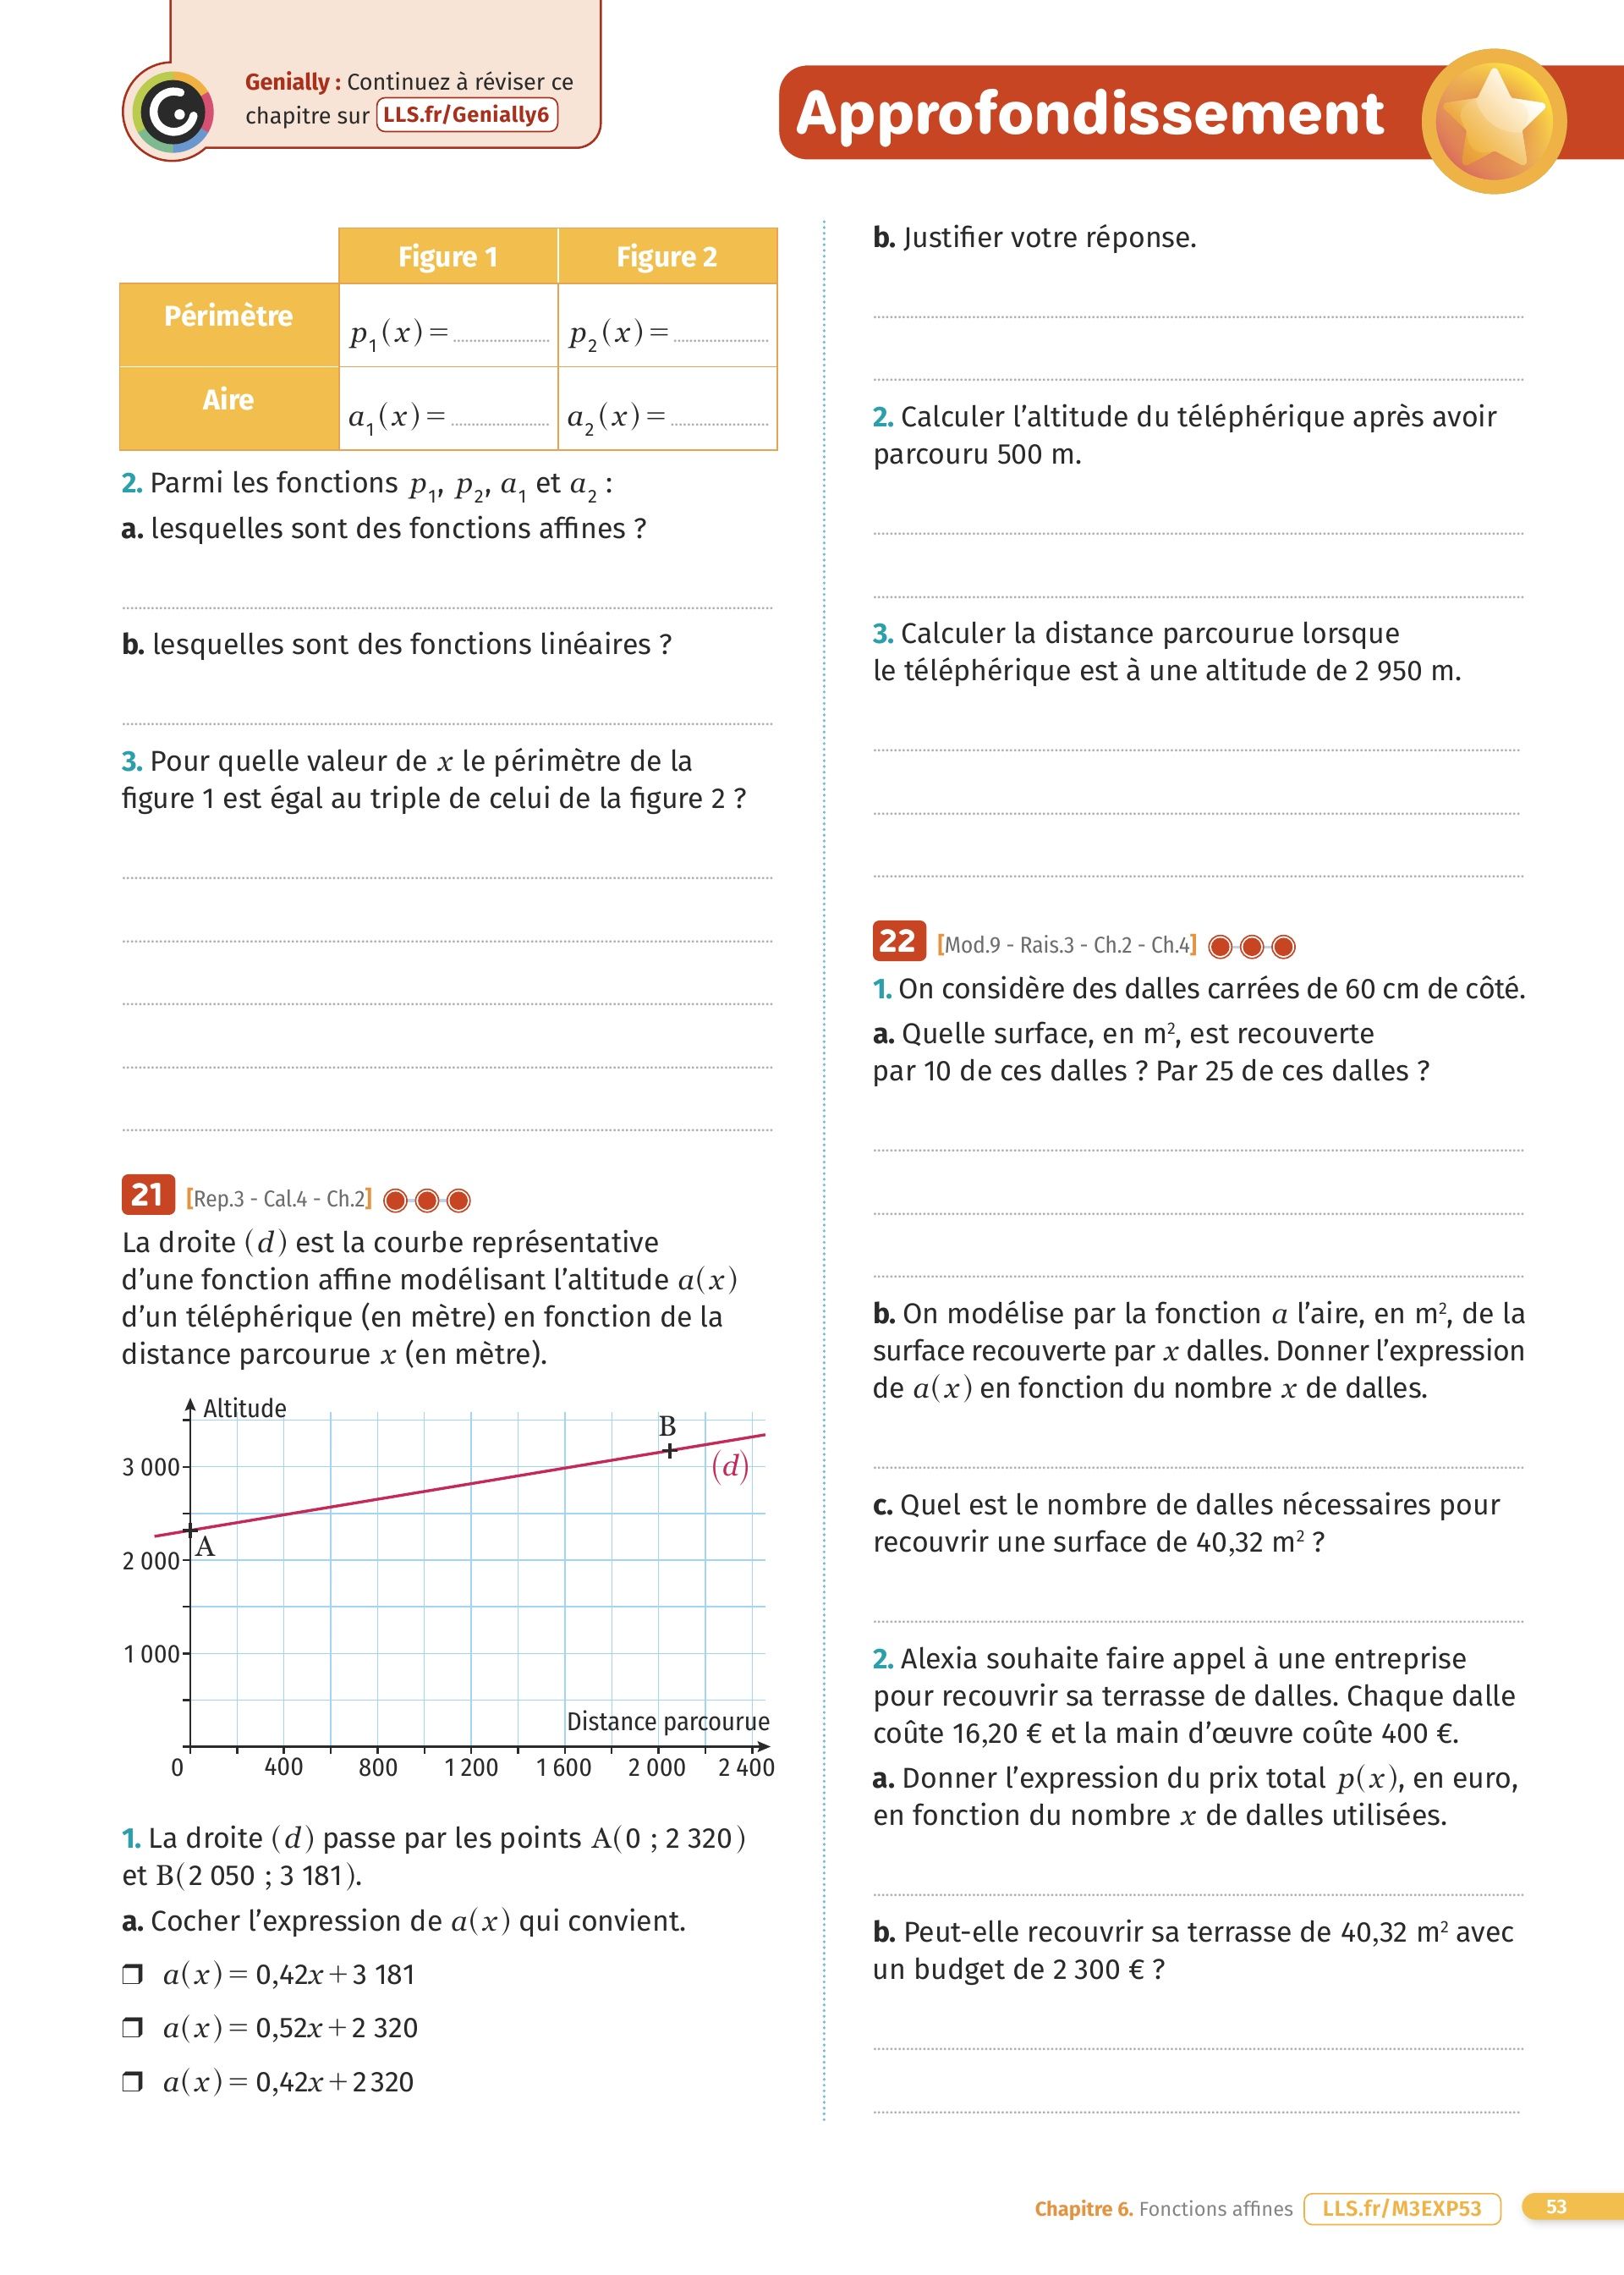 Genially : Continuez à réviser ce
chapitre sur LLS.fr/Genially6
Approfondissement
Figure 1 Figure 2
Périmètre p₁(x) = .......... p₂(x) = ..........
Aire a₁(x) = .......... a₂(x) = ..........
2. Parmi les fonctions p₁, p₂, a₁ et a₂ :
a. lesquelles sont des fonctions affines ?
b. lesquelles sont des fonctions linéaires ?
3. Pour quelle valeur de x le périmètre de la
figure 1 est égal au triple de celui de la figure 2 ?
21 [Rep.3 - Cal.4 - Ch.2]
La droite (d) est la courbe représentative
d'une fonction affine modélisant l'altitude a(x)
d'un téléphérique (en mètre) en fonction de la
distance parcourue x (en mètre).
Altitude
B
3 000
(d)
A
2 000
1 000
Distance parcourue
0 400 800 1 200 1 600 2 000 2 400
1. La droite (d) passe par les points A(0 ; 2 320)
et B(2 050 ; 3 181).
a. Cocher l'expression de a(x) qui convient.
❒ a(x) = 0,42x + 3 181
❒ a(x) = 0,52x + 2 320
❒ a(x) = 0,42x + 2 320
b. Justifier votre réponse.
2. Calculer l'altitude du téléphérique après avoir
parcouru 500 m.
3. Calculer la distance parcourue lorsque
le téléphérique est à une altitude de 2 950 m.
22 [Mod.9 - Rais.3 - Ch.2 - Ch.4]
1. On considère des dalles carrées de 60 cm de côté.
a. Quelle surface, en m², est recouverte
par 10 de ces dalles ? Par 25 de ces dalles ?
b. On modélise par la fonction a l'aire, en m², de la
surface recouverte par x dalles. Donner l'expression
de a(x) en fonction du nombre x de dalles.
c. Quel est le nombre de dalles nécessaires pour
recouvrir une surface de 40,32 m² ?
2. Alexia souhaite faire appel à une entreprise
pour recouvrir sa terrasse de dalles. Chaque dalle
coûte 16,20 € et la main d'œuvre coûte 400 €.
a. Donner l'expression du prix total p(x), en euro,
en fonction du nombre x de dalles utilisées.
b. Peut-elle recouvrir sa terrasse de 40,32 m² avec
un budget de 2 300 € ?
Chapitre 6. Fonctions affines LLS.fr/M3EXP53 53